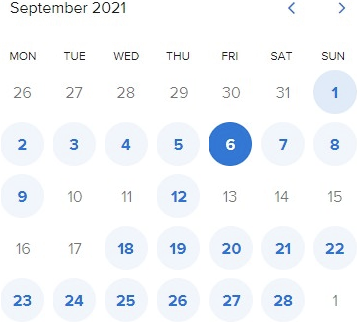 September 2021
MON TUE WED THU FRI SAT SUN
26 27 28 29 30 31 1
2 3 4 5 6 7 8
9 10 11 12 13 14 15
16 17 18 19 20 21 22
23 24 25 26 27 28 1